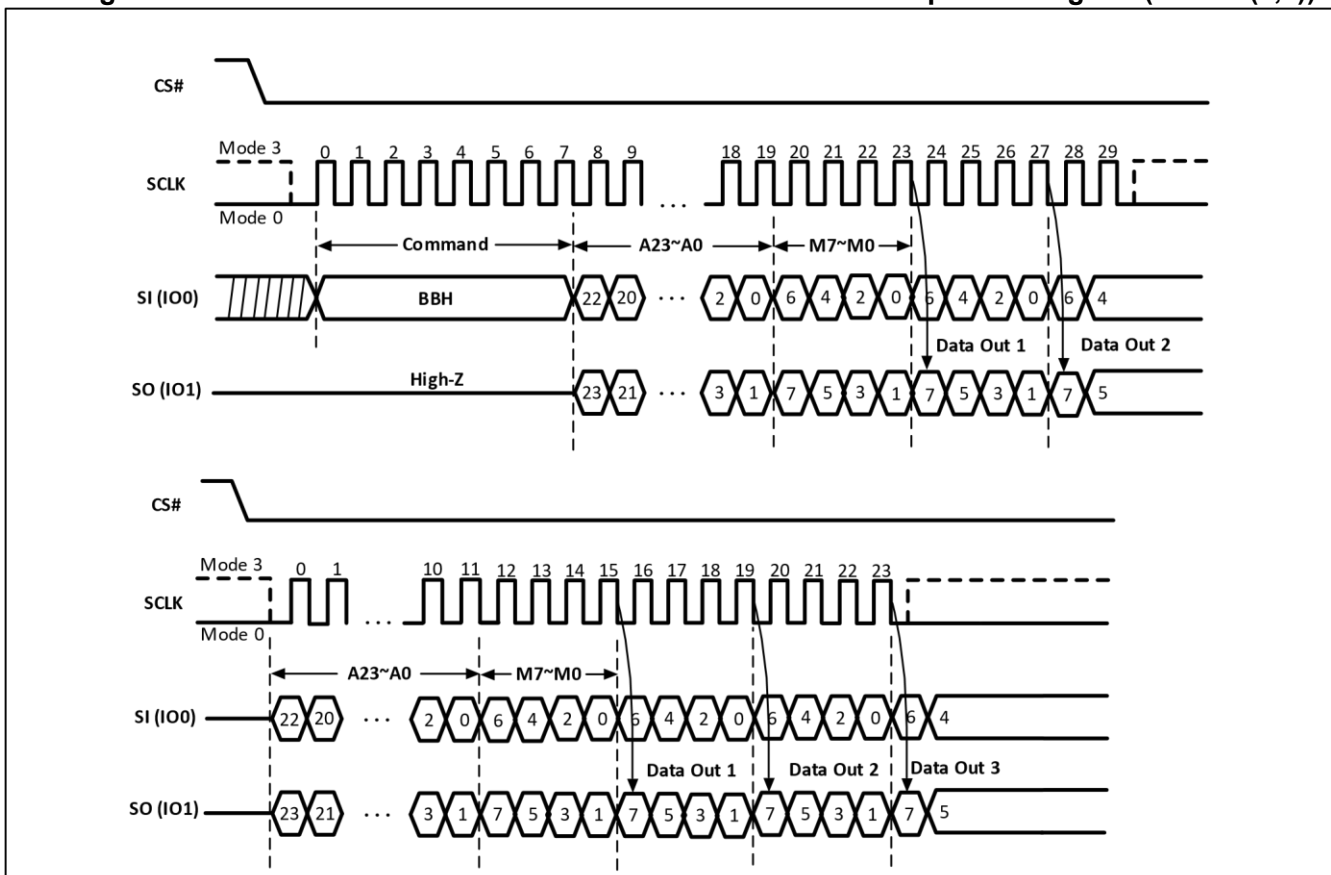 CS#
Mode 3
0 1 2 3 4 5 6 7 8 9 18 19 20 21 22 23 24 25 26 27 28 29
SCLK
. . .
Mode 0
Command A23~A0 M7~M0
SI (IO0) BBH 22 20 . . . 2 0 6 4 2 0 6 4 2 0 6 4
Data Out 1 Data Out 2
SO (IO1) High-Z 23 21 . . . 3 1 7 5 3 1 7 5 3 1 7 5
CS#
Mode 3
0 1 10 11 12 13 14 15 16 17 18 19 20 21 22 23
SCLK
. . .
Mode 0
A23~A0 M7~M0
SI (IO0) 22 20 . . . 2 0 6 4 2 0 6 4 2 0 6 4 2 0 6 4
Data Out 1 Data Out 2 Data Out 3
SO (IO1) 23 21 . . . 3 1 7 5 3 1 7 5 3 1 7 5 3 1 7 5